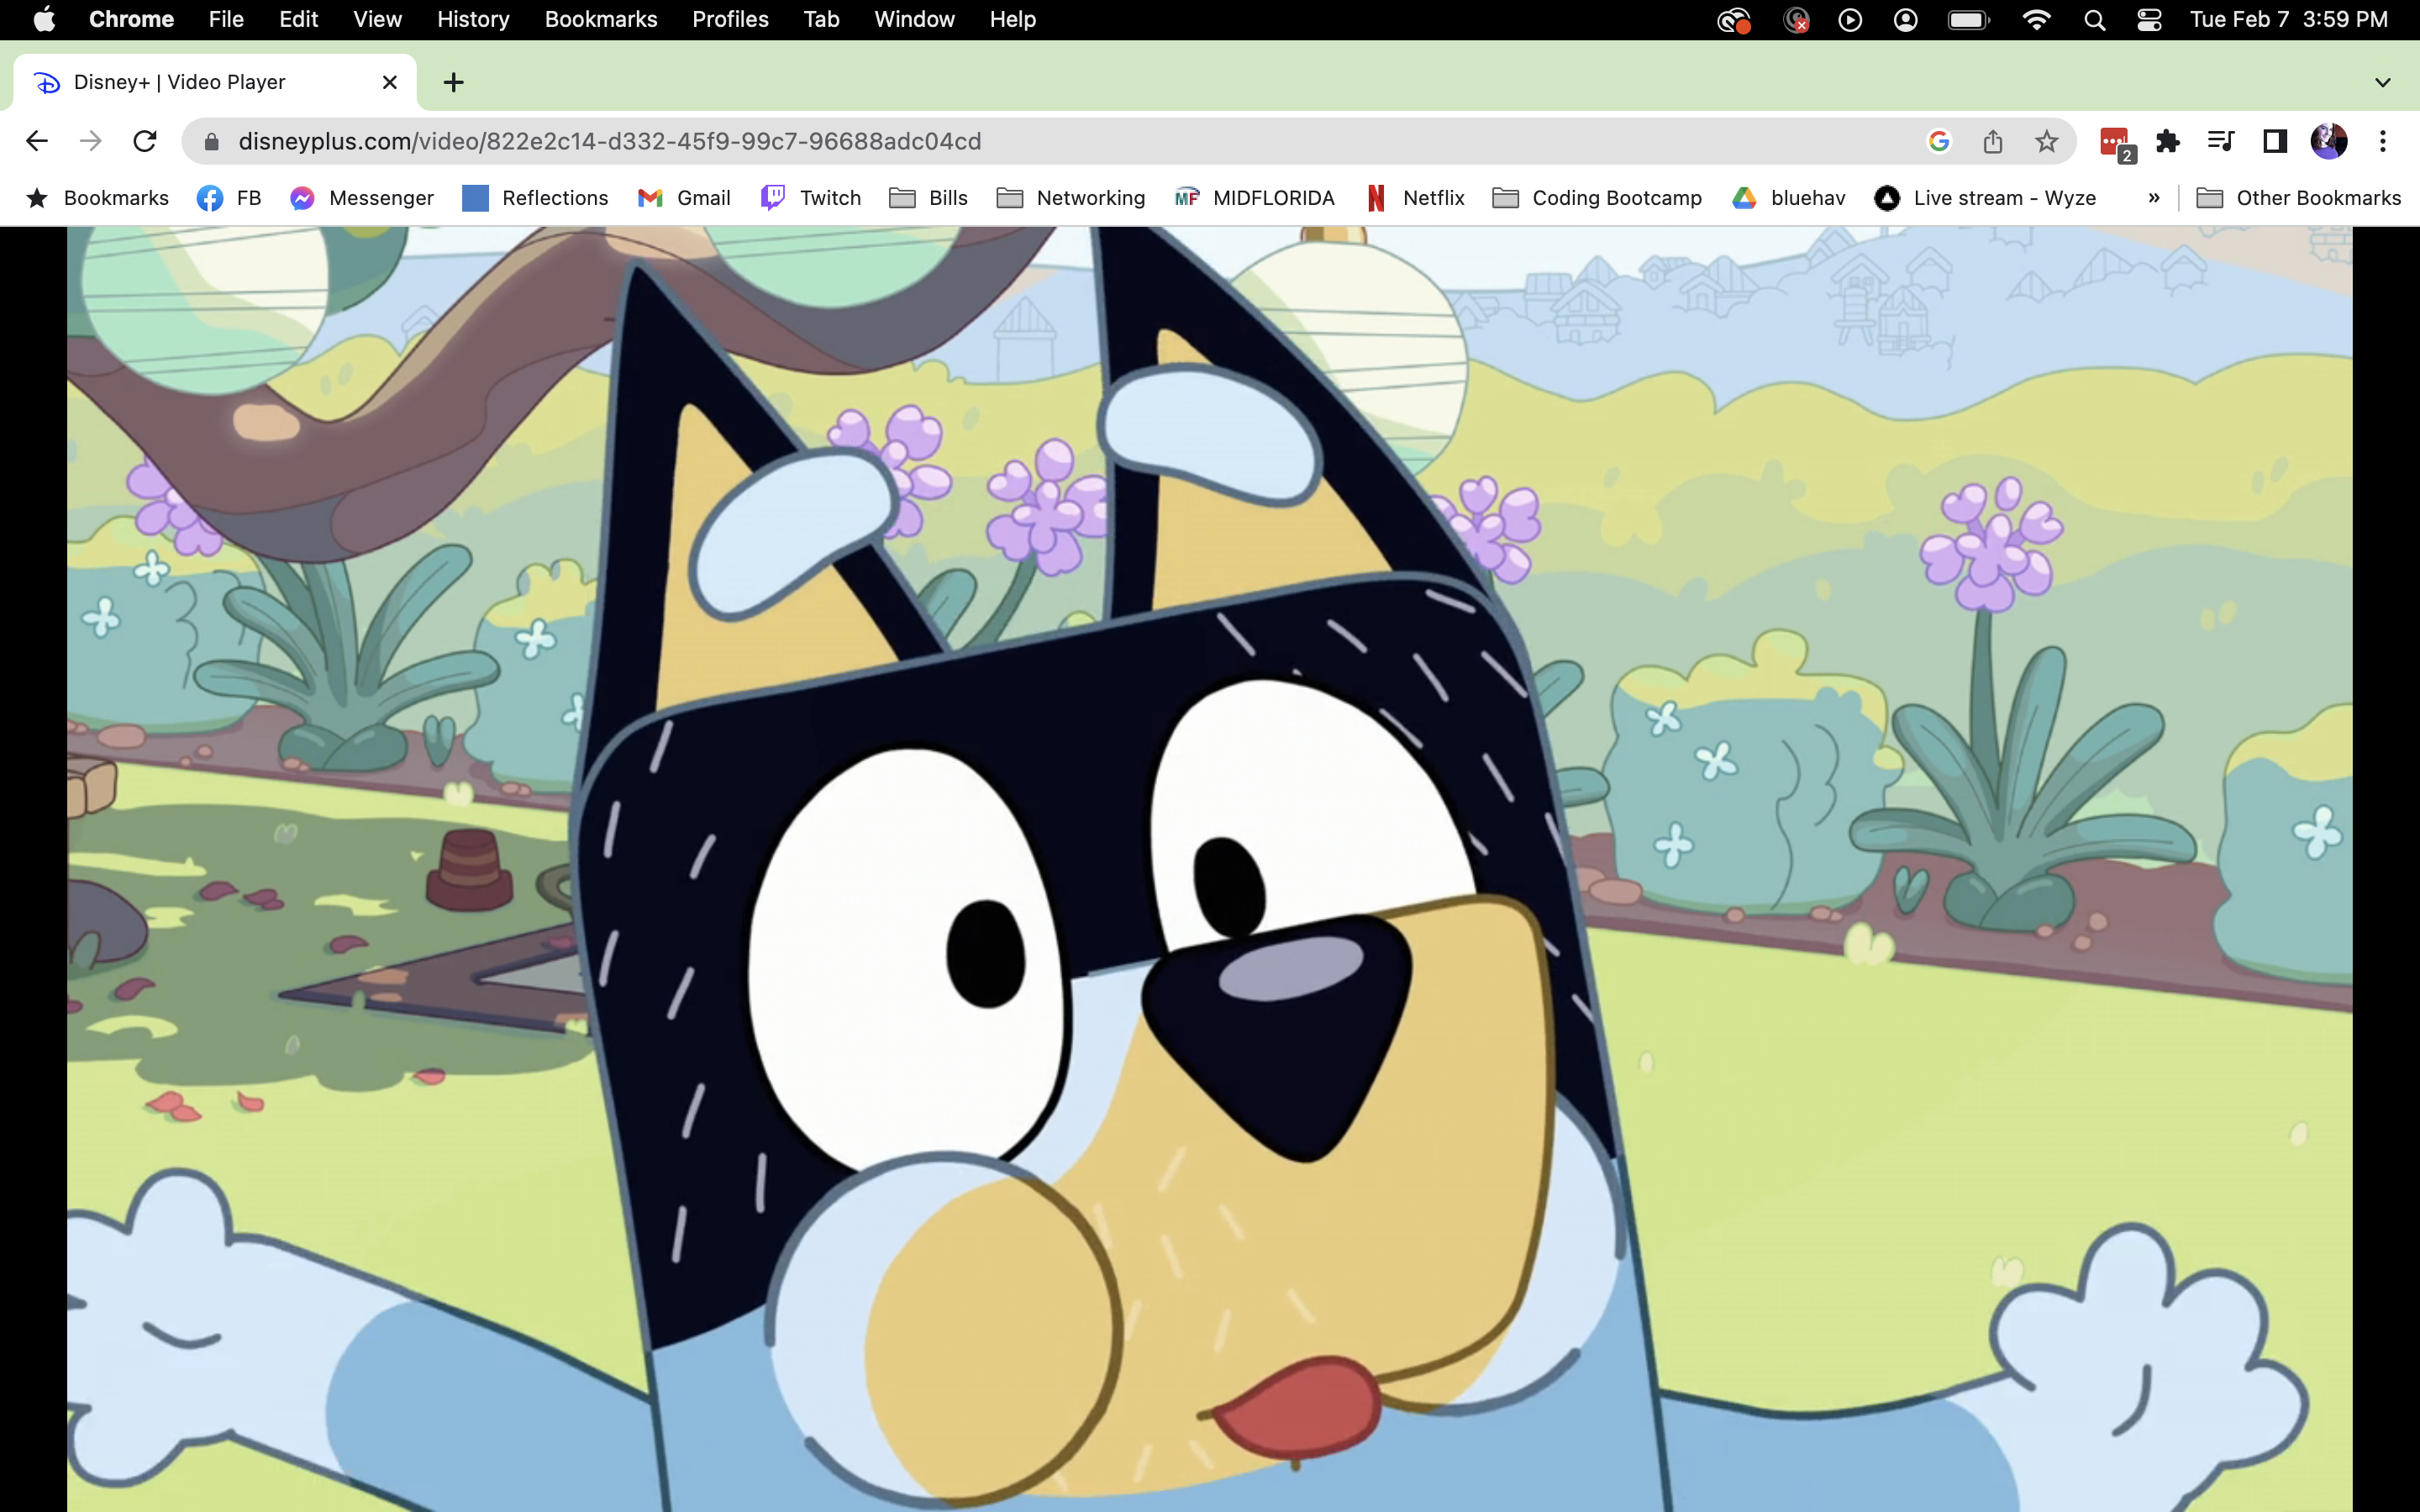 Chrome File Edit View History Bookmarks Profiles Tab Window Help Tue Feb 7 3:59 PM
Disney+ | Video Player
disneyplus.com/video/822e2c14-d332-45f9-99c7-96688adc04cd 2
Bookmarks FB Messenger Reflections Gmail Twitch Bills Networking MF MIDFLORIDA Netflix Coding Bootcamp bluehav Live stream - Wyze » Other Bookmarks